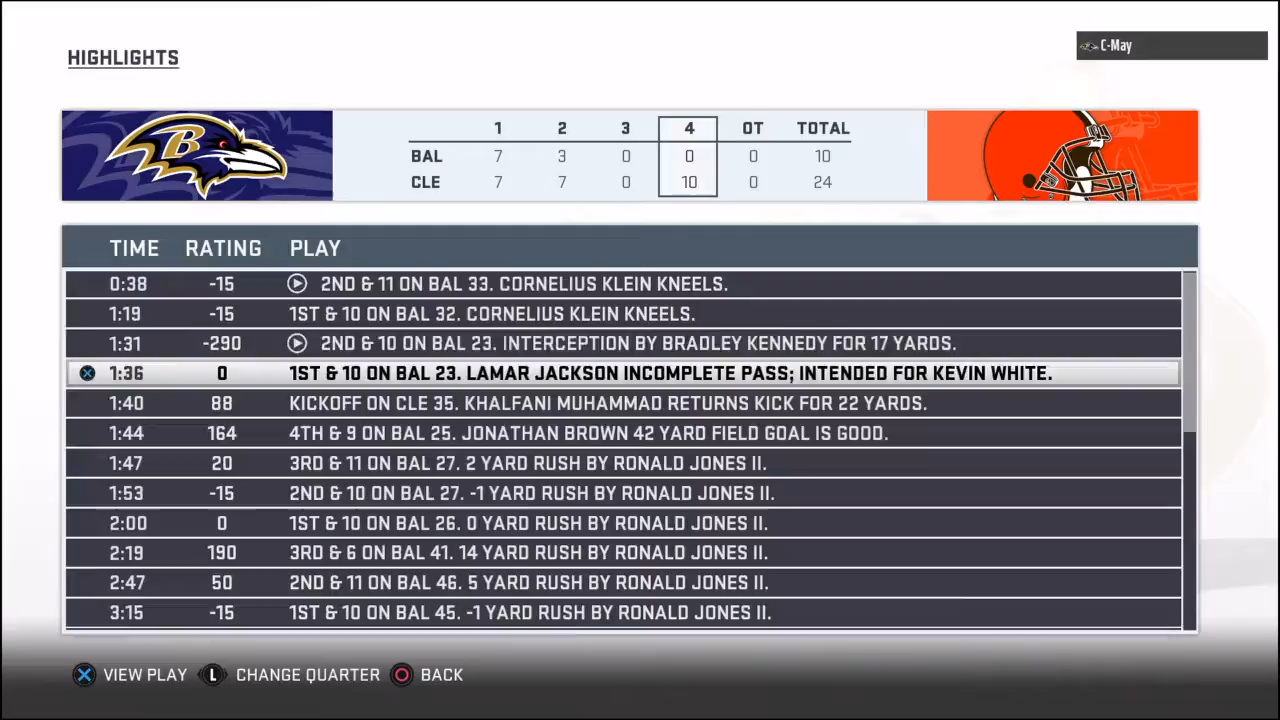 HIGHLIGHTS
C-May
1 2 3 4 OT TOTAL
BAL 7 3 0 0 0 10
CLE 7 7 0 10 0 24
B
TIME RATING PLAY
0:38 -15 2ND & 11 ON BAL 33. CORNELIUS KLEIN KNEELS.
1:19 -15 1ST & 10 ON BAL 32. CORNELIUS KLEIN KNEELS.
1:31 -290 2ND & 10 ON BAL 23. INTERCEPTION BY BRADLEY KENNEDY FOR 17 YARDS.
1:36 0 1ST & 10 ON BAL 23. LAMAR JACKSON INCOMPLETE PASS; INTENDED FOR KEVIN WHITE.
1:40 88 KICKOFF ON CLE 35. KHALFANI MUHAMMAD RETURNS KICK FOR 22 YARDS.
1:44 164 4TH & 9 ON BAL 25. JONATHAN BROWN 42 YARD FIELD GOAL IS GOOD.
1:47 20 3RD & 11 ON BAL 27. 2 YARD RUSH BY RONALD JONES II.
1:53 -15 2ND & 10 ON BAL 27. -1 YARD RUSH BY RONALD JONES II.
2:00 0 1ST & 10 ON BAL 26. 0 YARD RUSH BY RONALD JONES II.
2:19 190 3RD & 6 ON BAL 41. 14 YARD RUSH BY RONALD JONES II.
2:47 50 2ND & 11 ON BAL 46. 5 YARD RUSH BY RONALD JONES II.
3:15 -15 1ST & 10 ON BAL 45. -1 YARD RUSH BY RONALD JONES II.
VIEW PLAY L CHANGE QUARTER BACK